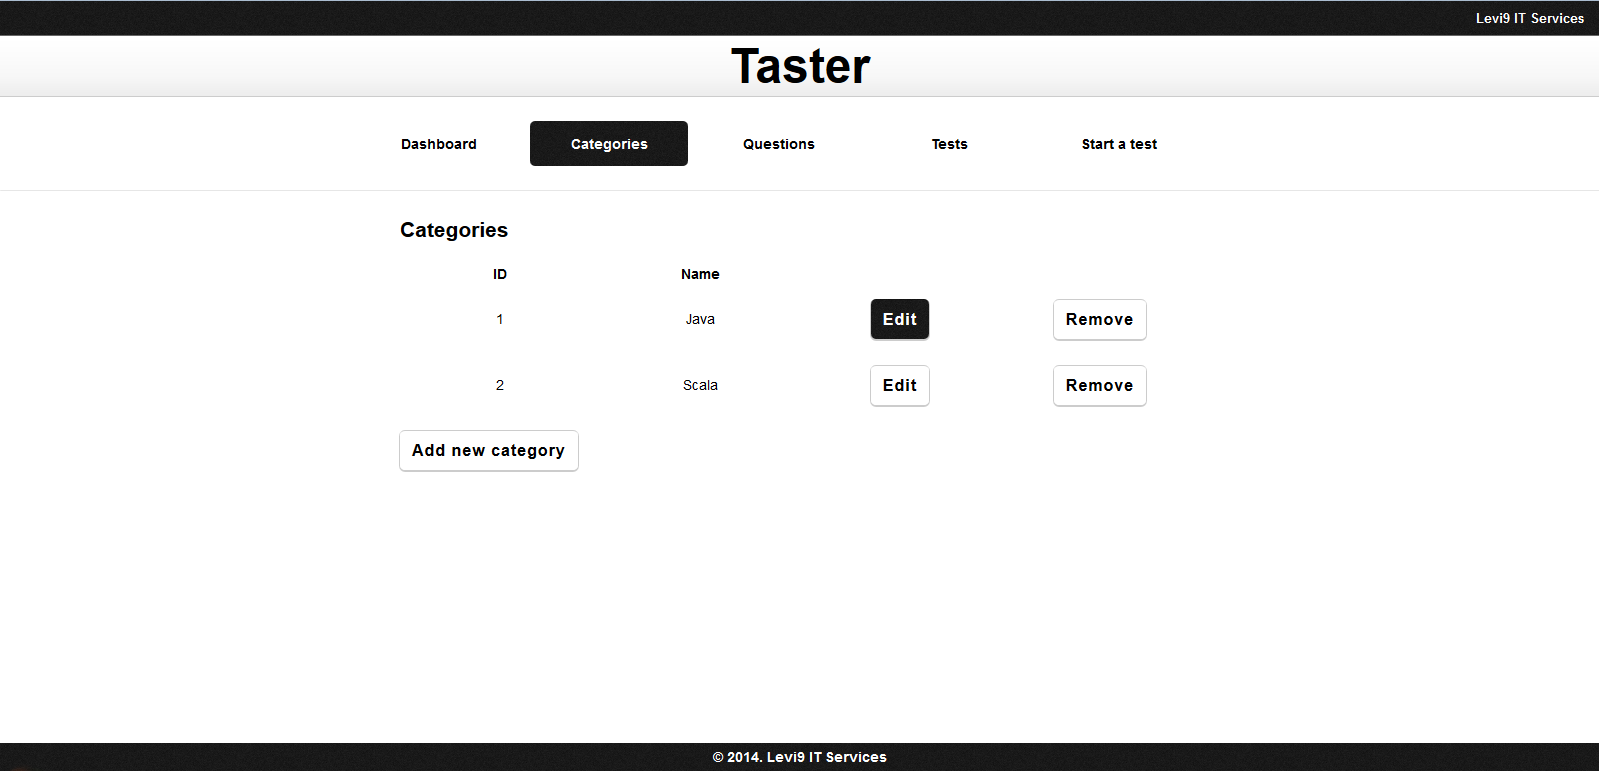 Levi9 IT Services
Taster
Dashboard Categories Questions Tests Start a test
Categories
ID Name
1 Java Edit Remove
2 Scala Edit Remove
Add new category
© 2014. Levi9 IT Services